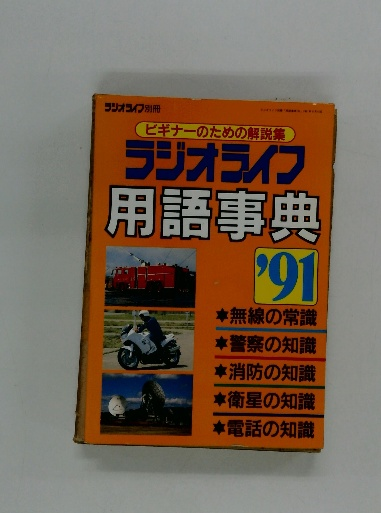 ラジオライフ別冊
ビギナーのための解説集
ラジオライフ
用語事典
'91
✶無線の常識
✶警察の知識
✶消防の知識
✶衛星の知識
✶電話の知識